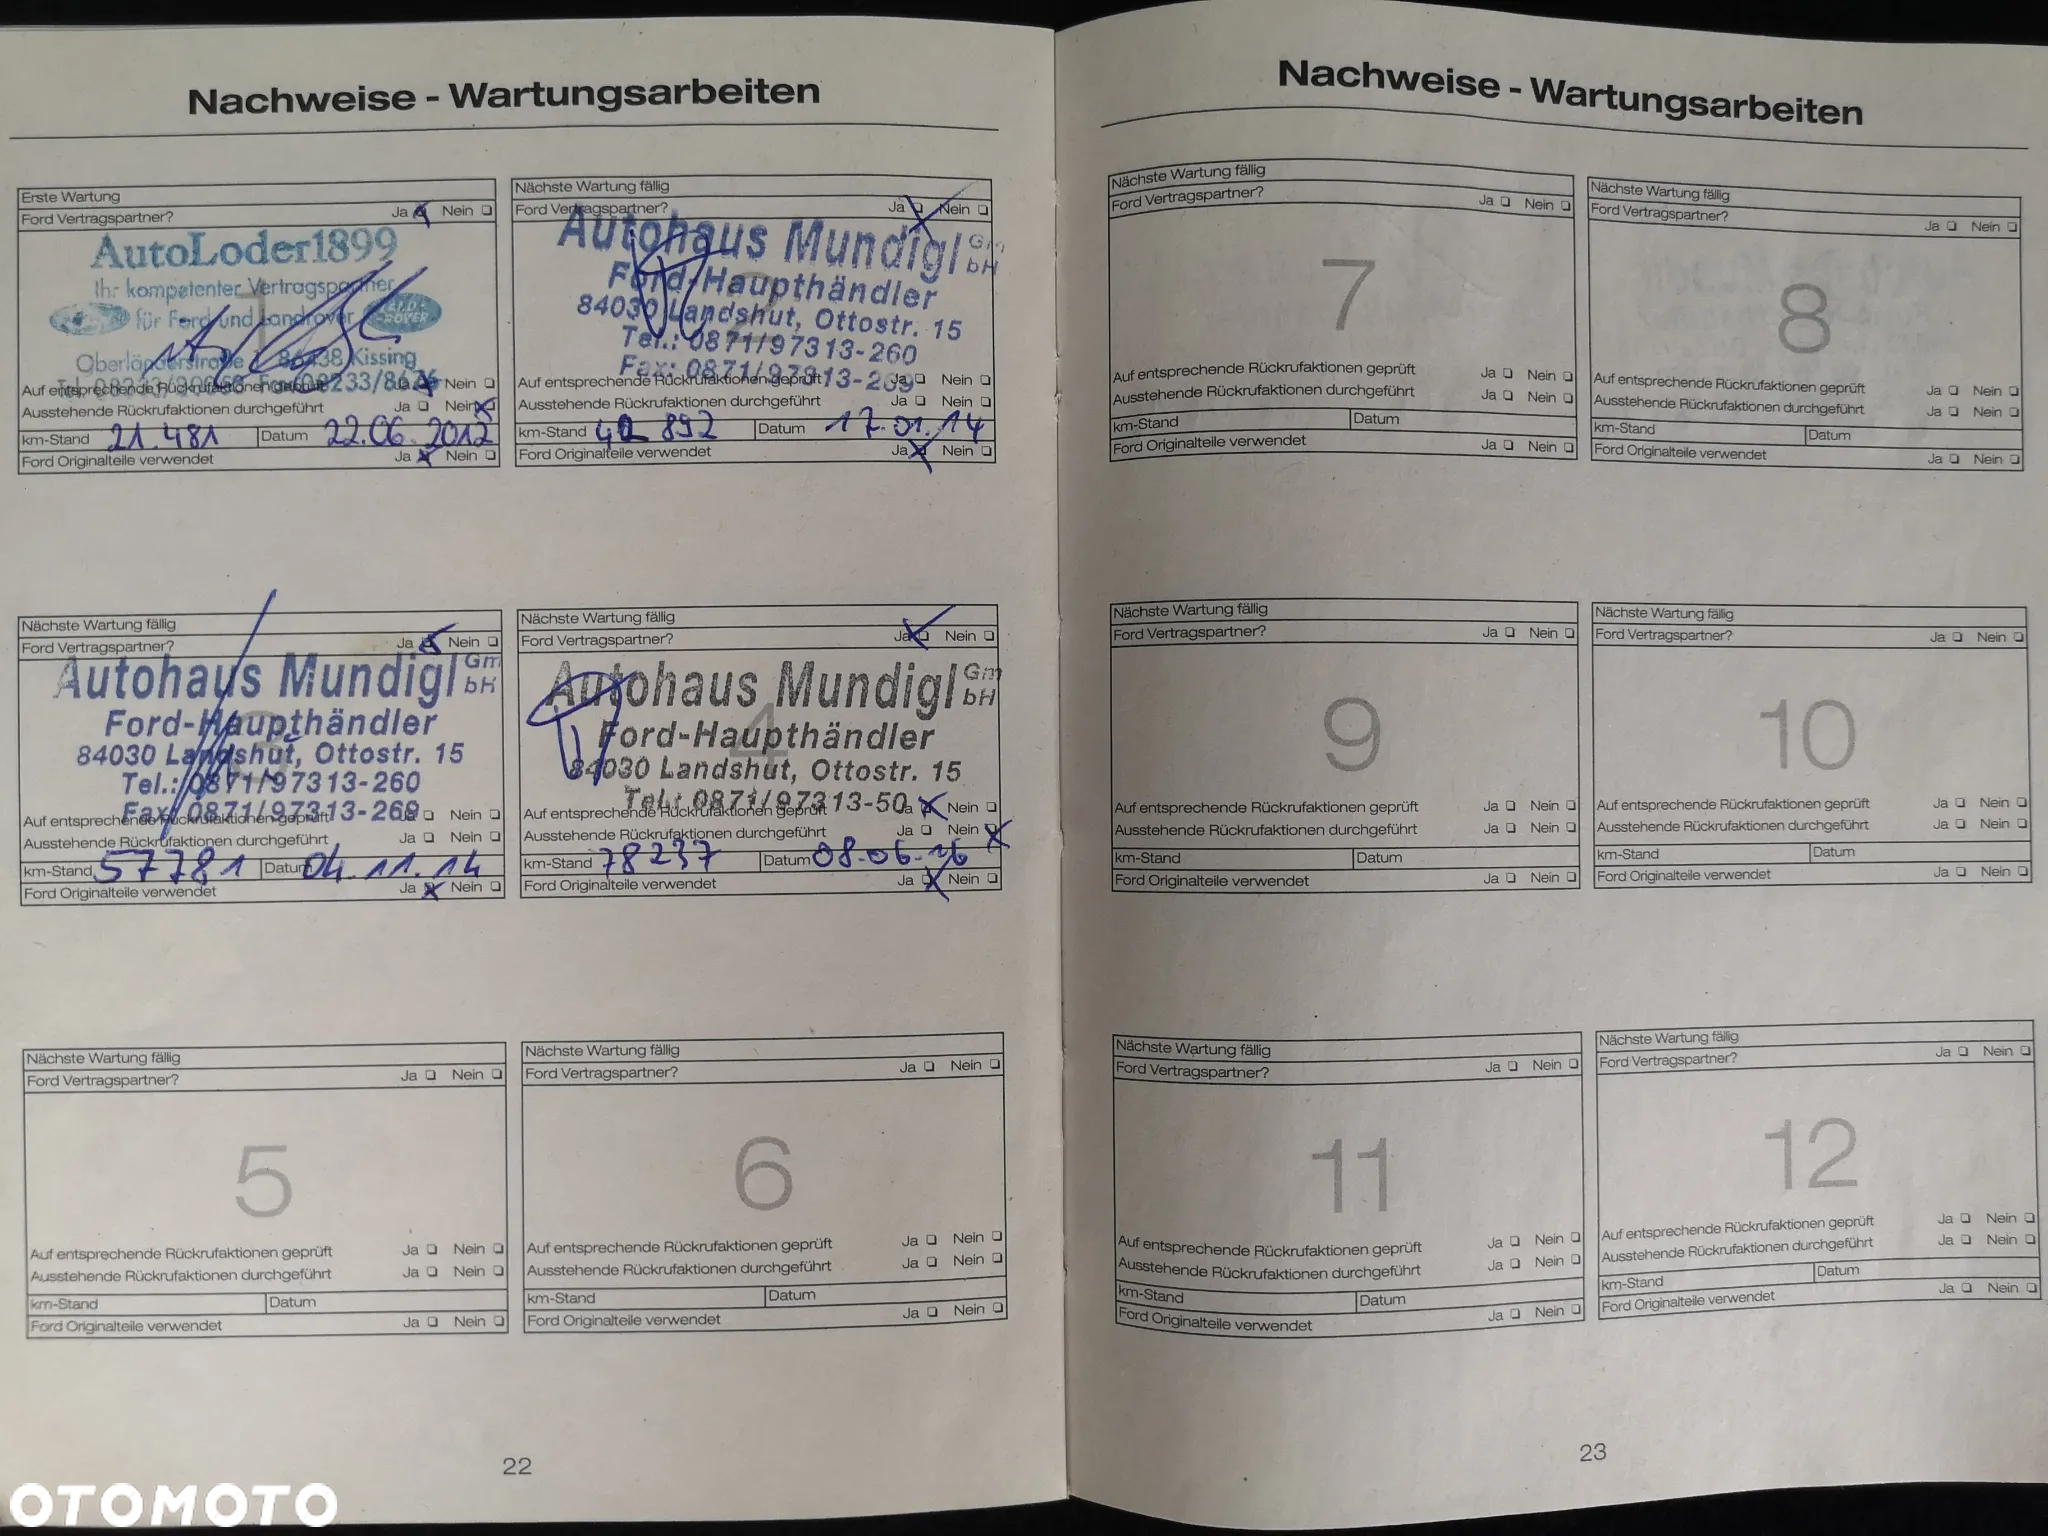 Nachweise - Wartungsarbeiten
Erste Wartung
Ford Vertragspartner? Ja Nein
AutoLoder1899
Ihr kompetenter Vertragspartner
für Ford und Landrover
Oberländerstraße 86438 Kissing
Auf entsprechende Rückrufaktionen geprüft Ja Nein
Ausstehende Rückrufaktionen durchgeführt Ja Nein
km-Stand 21.481 Datum 22.06.2012
Ford Originalteile verwendet Ja Nein
Nächste Wartung fällig
Ford Vertragspartner? Ja Nein
Autohaus Mundigl GmbH
Ford-Haupthändler
84030 Landshut, Ottostr. 15
Tel.: 0871/97313-260
Fax: 0871/97313-269
Auf entsprechende Rückrufaktionen geprüft Ja Nein
Ausstehende Rückrufaktionen durchgeführt Ja Nein
km-Stand 42 892 Datum 17.01.14
Ford Originalteile verwendet Ja Nein
Nächste Wartung fällig
Ford Vertragspartner? Ja Nein
Autohaus Mundigl GmbH
Ford-Haupthändler
84030 Landshut, Ottostr. 15
Tel.: 0871/97313-260
Fax: 0871/97313-269
Auf entsprechende Rückrufaktionen geprüft Ja Nein
Ausstehende Rückrufaktionen durchgeführt Ja Nein
km-Stand 57781 Datum 04.11.14
Ford Originalteile verwendet Ja Nein
Nächste Wartung fällig
Ford Vertragspartner? Ja Nein
4
Autohaus Mundigl GmbH
Ford-Haupthändler
84030 Landshut, Ottostr. 15
Tel.: 0871/97313-50
Auf entsprechende Rückrufaktionen geprüft Ja Nein
Ausstehende Rückrufaktionen durchgeführt Ja Nein
km-Stand 78237 Datum 08.06.16
Ford Originalteile verwendet Ja Nein
Nächste Wartung fällig
Ford Vertragspartner? Ja Nein
5
Auf entsprechende Rückrufaktionen geprüft Ja Nein
Ausstehende Rückrufaktionen durchgeführt Ja Nein
km-Stand Datum
Ford Originalteile verwendet Ja Nein
Nächste Wartung fällig
Ford Vertragspartner? Ja Nein
6
Auf entsprechende Rückrufaktionen geprüft Ja Nein
Ausstehende Rückrufaktionen durchgeführt Ja Nein
km-Stand Datum
Ford Originalteile verwendet Ja Nein
22
Nachweise - Wartungsarbeiten
Nächste Wartung fällig
Ford Vertragspartner? Ja Nein
7
Auf entsprechende Rückrufaktionen geprüft Ja Nein
Ausstehende Rückrufaktionen durchgeführt Ja Nein
km-Stand Datum
Ford Originalteile verwendet Ja Nein
Nächste Wartung fällig
Ford Vertragspartner? Ja Nein
8
Auf entsprechende Rückrufaktionen geprüft Ja Nein
Ausstehende Rückrufaktionen durchgeführt Ja Nein
km-Stand Datum
Ford Originalteile verwendet Ja Nein
Nächste Wartung fällig
Ford Vertragspartner? Ja Nein
9
Auf entsprechende Rückrufaktionen geprüft Ja Nein
Ausstehende Rückrufaktionen durchgeführt Ja Nein
km-Stand Datum
Ford Originalteile verwendet Ja Nein
Nächste Wartung fällig
Ford Vertragspartner? Ja Nein
10
Auf entsprechende Rückrufaktionen geprüft Ja Nein
Ausstehende Rückrufaktionen durchgeführt Ja Nein
km-Stand Datum
Ford Originalteile verwendet Ja Nein
Nächste Wartung fällig
Ford Vertragspartner? Ja Nein
11
Auf entsprechende Rückrufaktionen geprüft Ja Nein
Ausstehende Rückrufaktionen durchgeführt Ja Nein
km-Stand Datum
Ford Originalteile verwendet Ja Nein
Nächste Wartung fällig
Ford Vertragspartner? Ja Nein
12
Auf entsprechende Rückrufaktionen geprüft Ja Nein
Ausstehende Rückrufaktionen durchgeführt Ja Nein
km-Stand Datum
Ford Originalteile verwendet Ja Nein
23
OTOMOTO